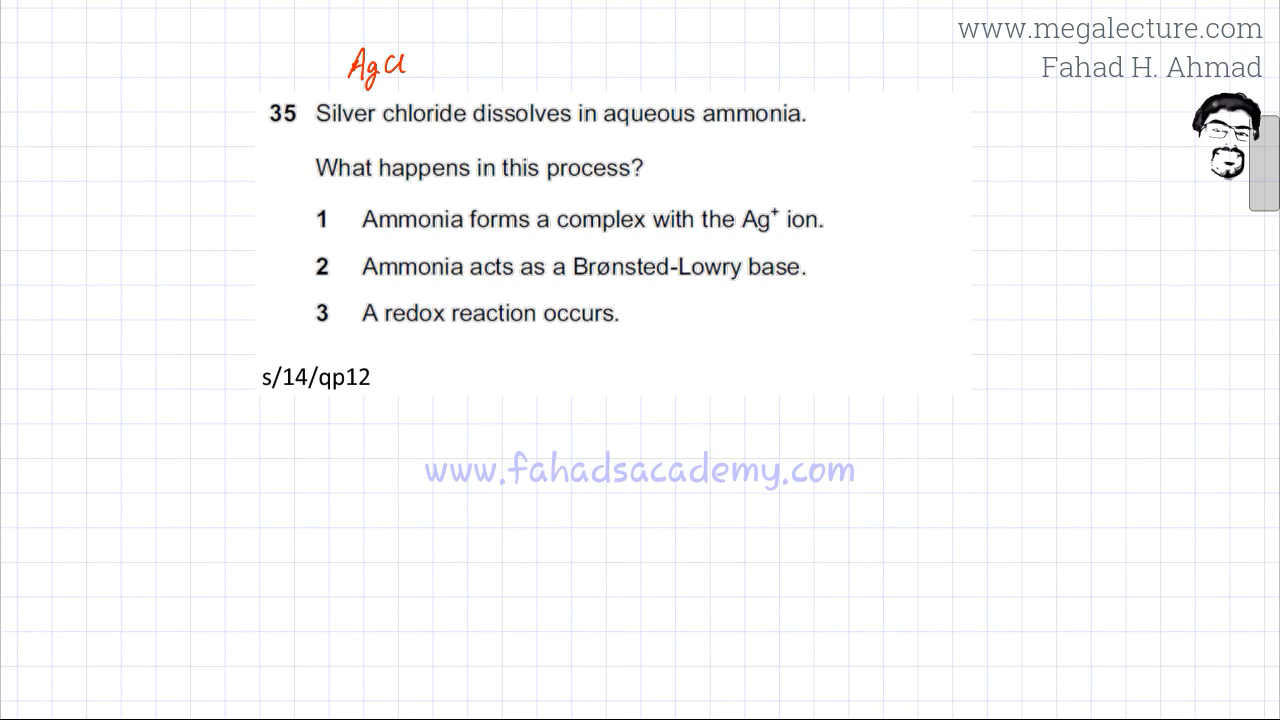 www.megalecture.com
Fahad H. Ahmad
AgCl
35 Silver chloride dissolves in aqueous ammonia.
What happens in this process?
1 Ammonia forms a complex with the Ag⁺ ion.
2 Ammonia acts as a Brønsted-Lowry base.
3 A redox reaction occurs.
s/14/qp12
www.fahadsacademy.com